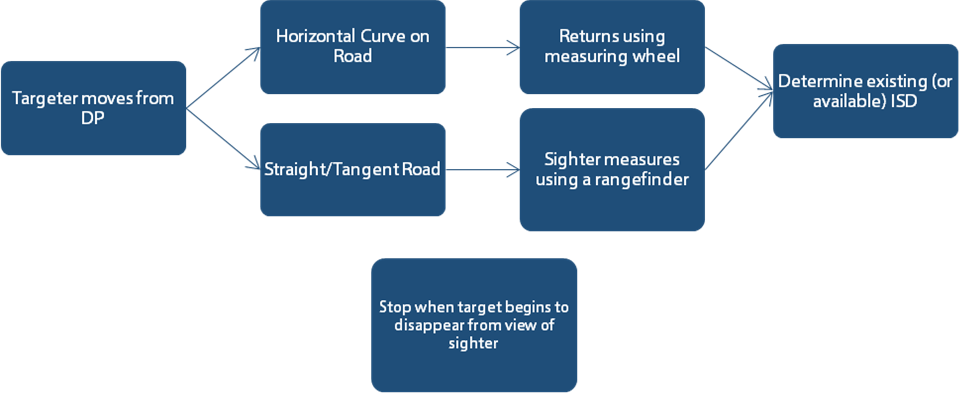 Targeter moves from
DP
Horizontal Curve on
Road
Straight/Tangent Road
Returns using
measuring wheel
Sighter measures
using a rangefinder
Determine existing (or
available) ISD
Stop when target begins to
disappear from view of
sighter